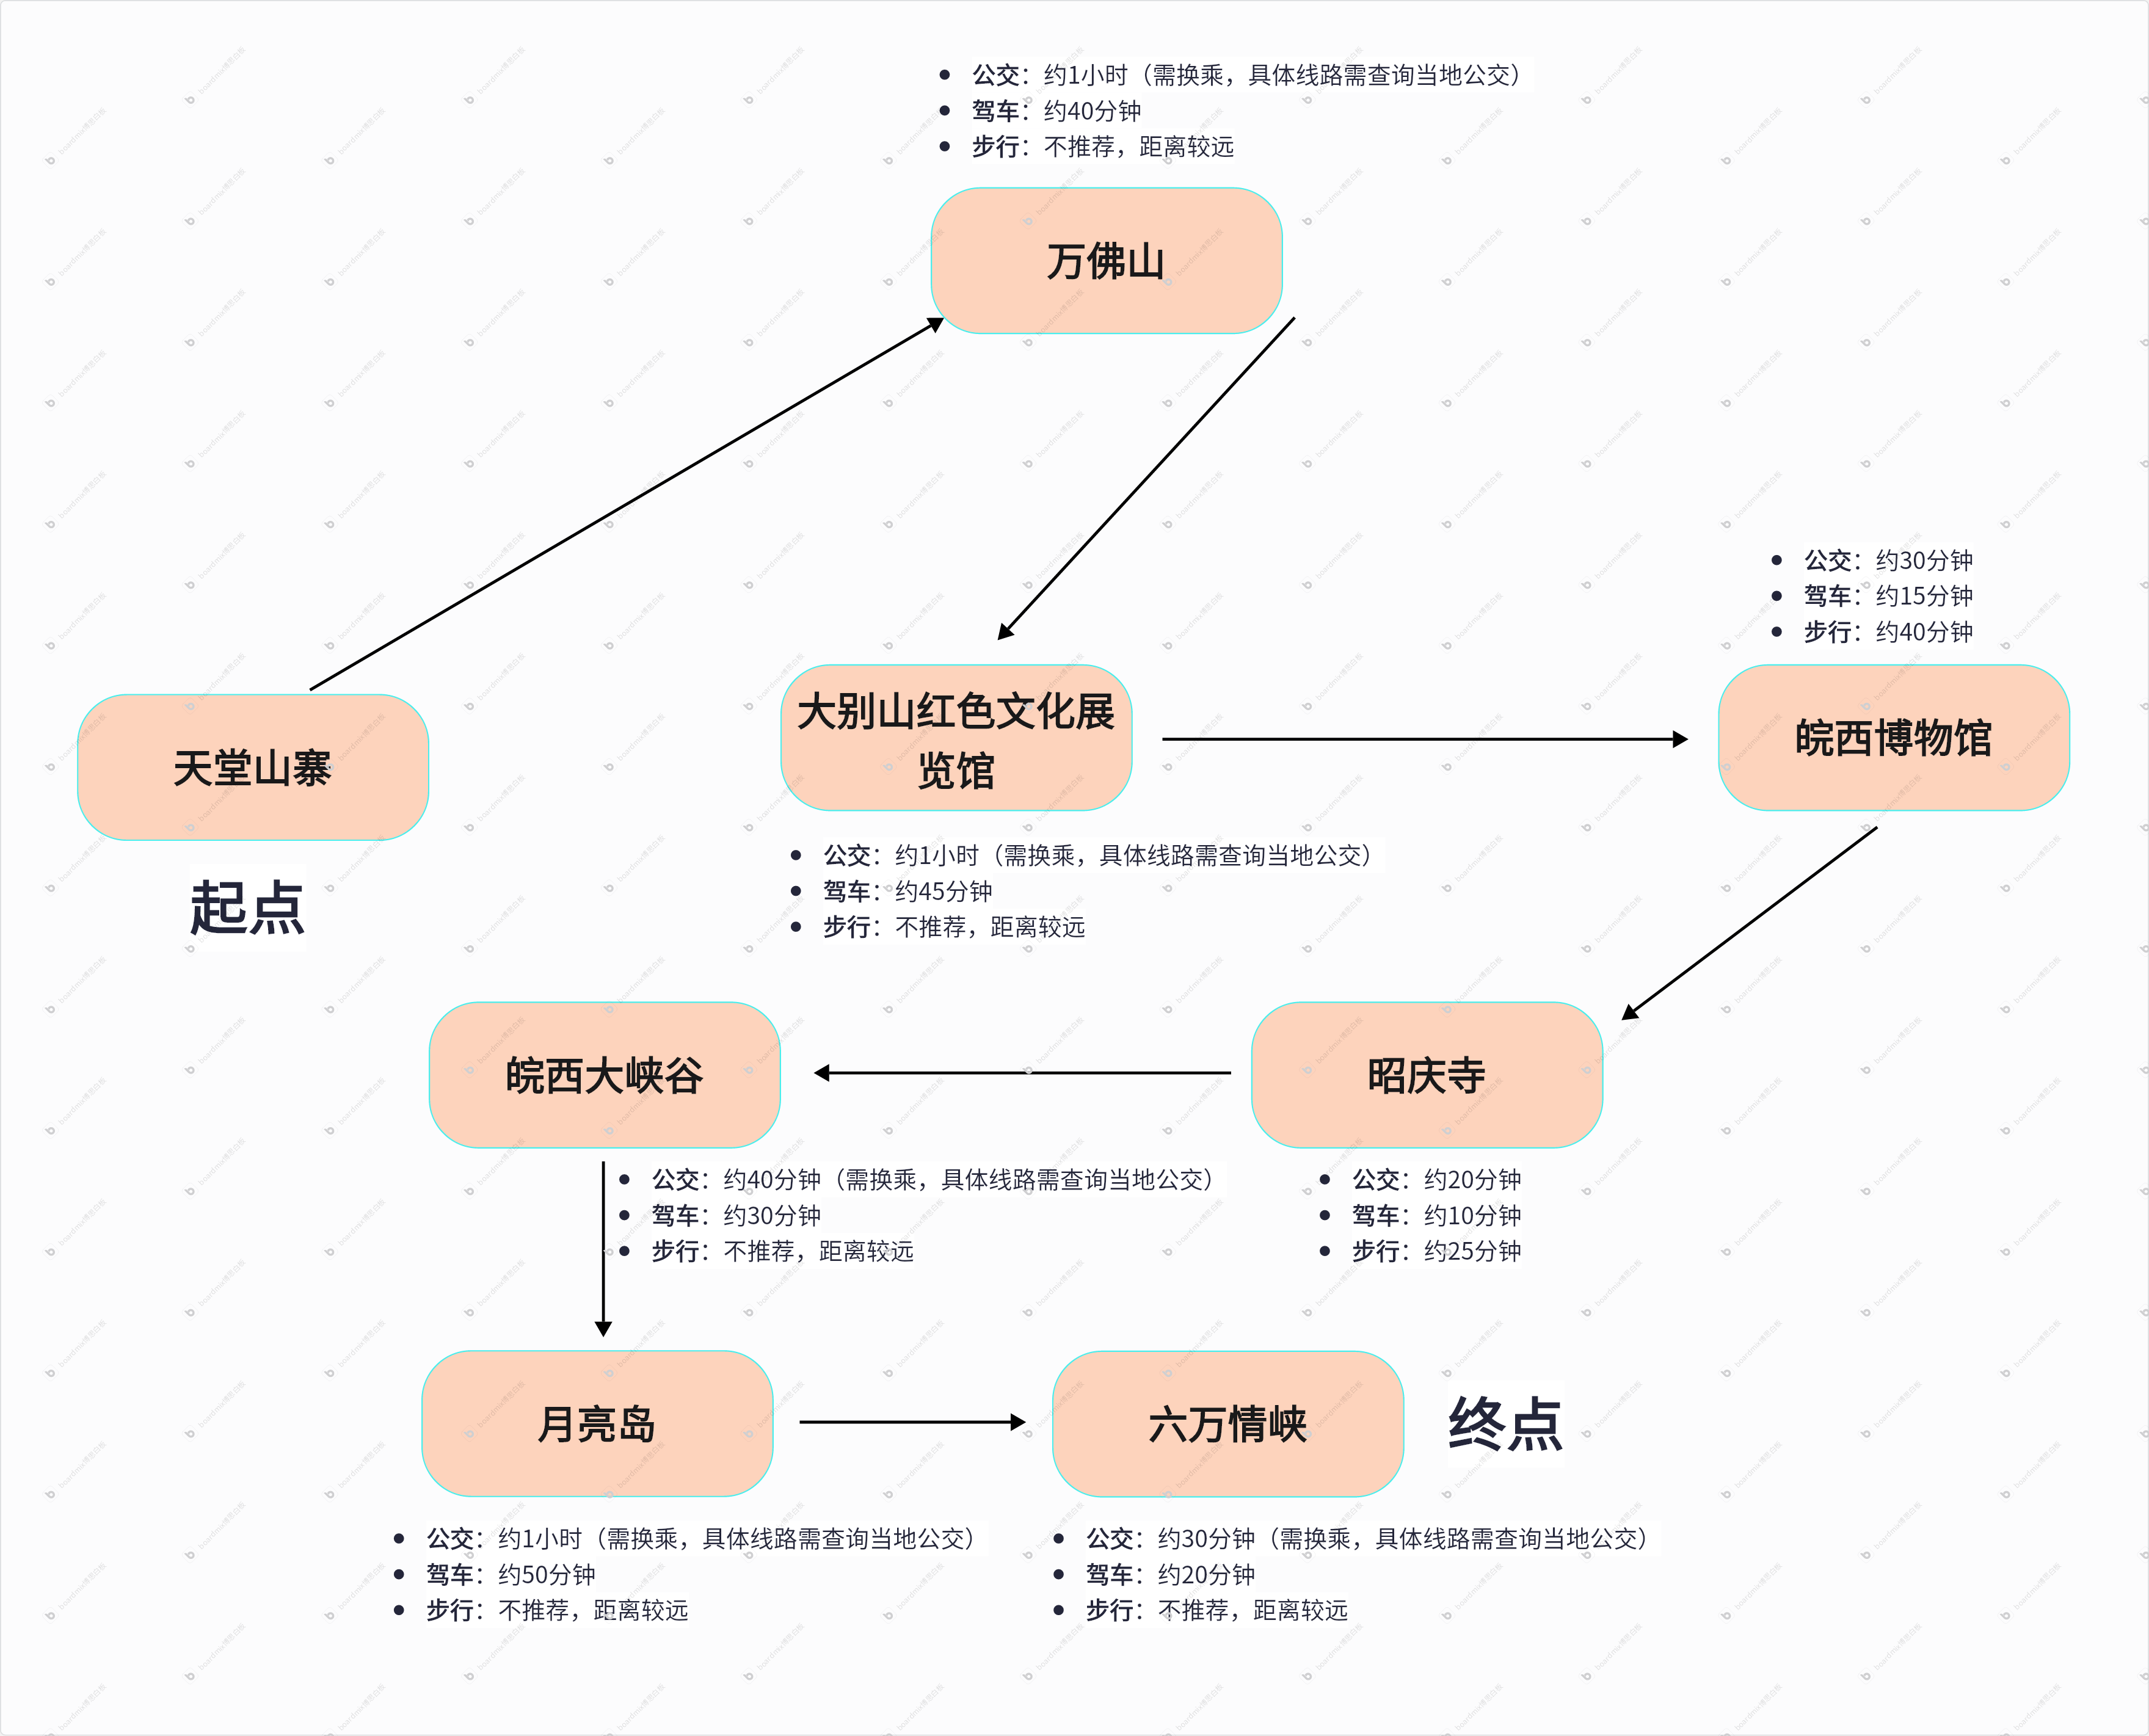 公交：约1小时（需换乘，具体线路需查询当地公交）
驾车：约40分钟
步行：不推荐，距离较远
万佛山
公交：约30分钟
驾车：约15分钟
步行：约40分钟
天堂山寨
大别山红色文化展
览馆
皖西博物馆
起点
公交：约1小时（需换乘，具体线路需查询当地公交）
驾车：约45分钟
步行：不推荐，距离较远
皖西大峡谷
昭庆寺
公交：约40分钟（需换乘，具体线路需查询当地公交）
驾车：约30分钟
步行：不推荐，距离较远
公交：约20分钟
驾车：约10分钟
步行：约25分钟
月亮岛
六万情峡
终点
公交：约1小时（需换乘，具体线路需查询当地公交）
驾车：约50分钟
步行：不推荐，距离较远
公交：约30分钟（需换乘，具体线路需查询当地公交）
驾车：约20分钟
步行：不推荐，距离较远
boardmix博思白板